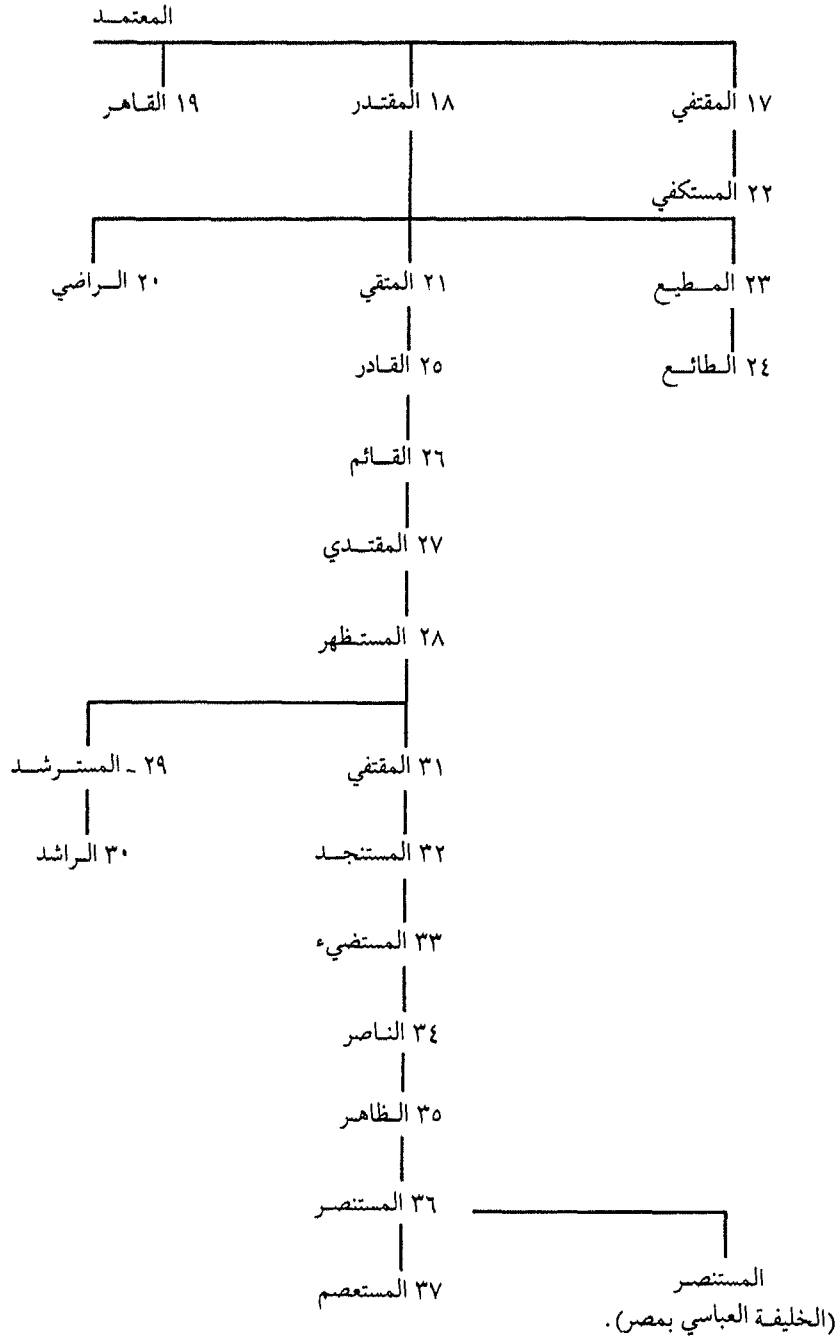 المعتمد
١٧ المقتفي
١٨ المقتدر
١٩ القاهر
٢٢ المستكفي
٢٣ المطيع
٢١ المتقي
٢٠ الراضي
٢٤ الطائع
٢٥ القادر
٢٦ القائم
٢٧ المقتدي
٢٨ المستظهر
٣١ المقتفي
٢٩ - المسترشد
٣٢ المستنجد
٣٠ الراشد
٣٣ المستضيء
٣٤ الناصر
٣٥ الظاهر
٣٦ المستنصر
المستنصر
(الخليفة العباسي بمصر).
٣٧ المستعصم